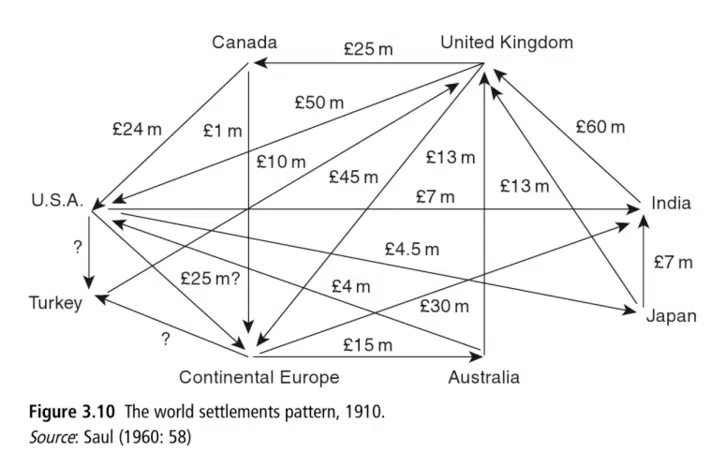 Canada
£25 m
United Kingdom
£50 m
£24 m
£1 m
£60 m
£10 m
£13 m
£45 m
£13 m
U.S.A.
£7 m
India
?
£4.5 m
£7 m
£25 m?
£4 m
Turkey
£30 m
Japan
?
£15 m
Continental Europe
Australia
Figure 3.10 The world settlements pattern, 1910.
Source: Saul (1960: 58)